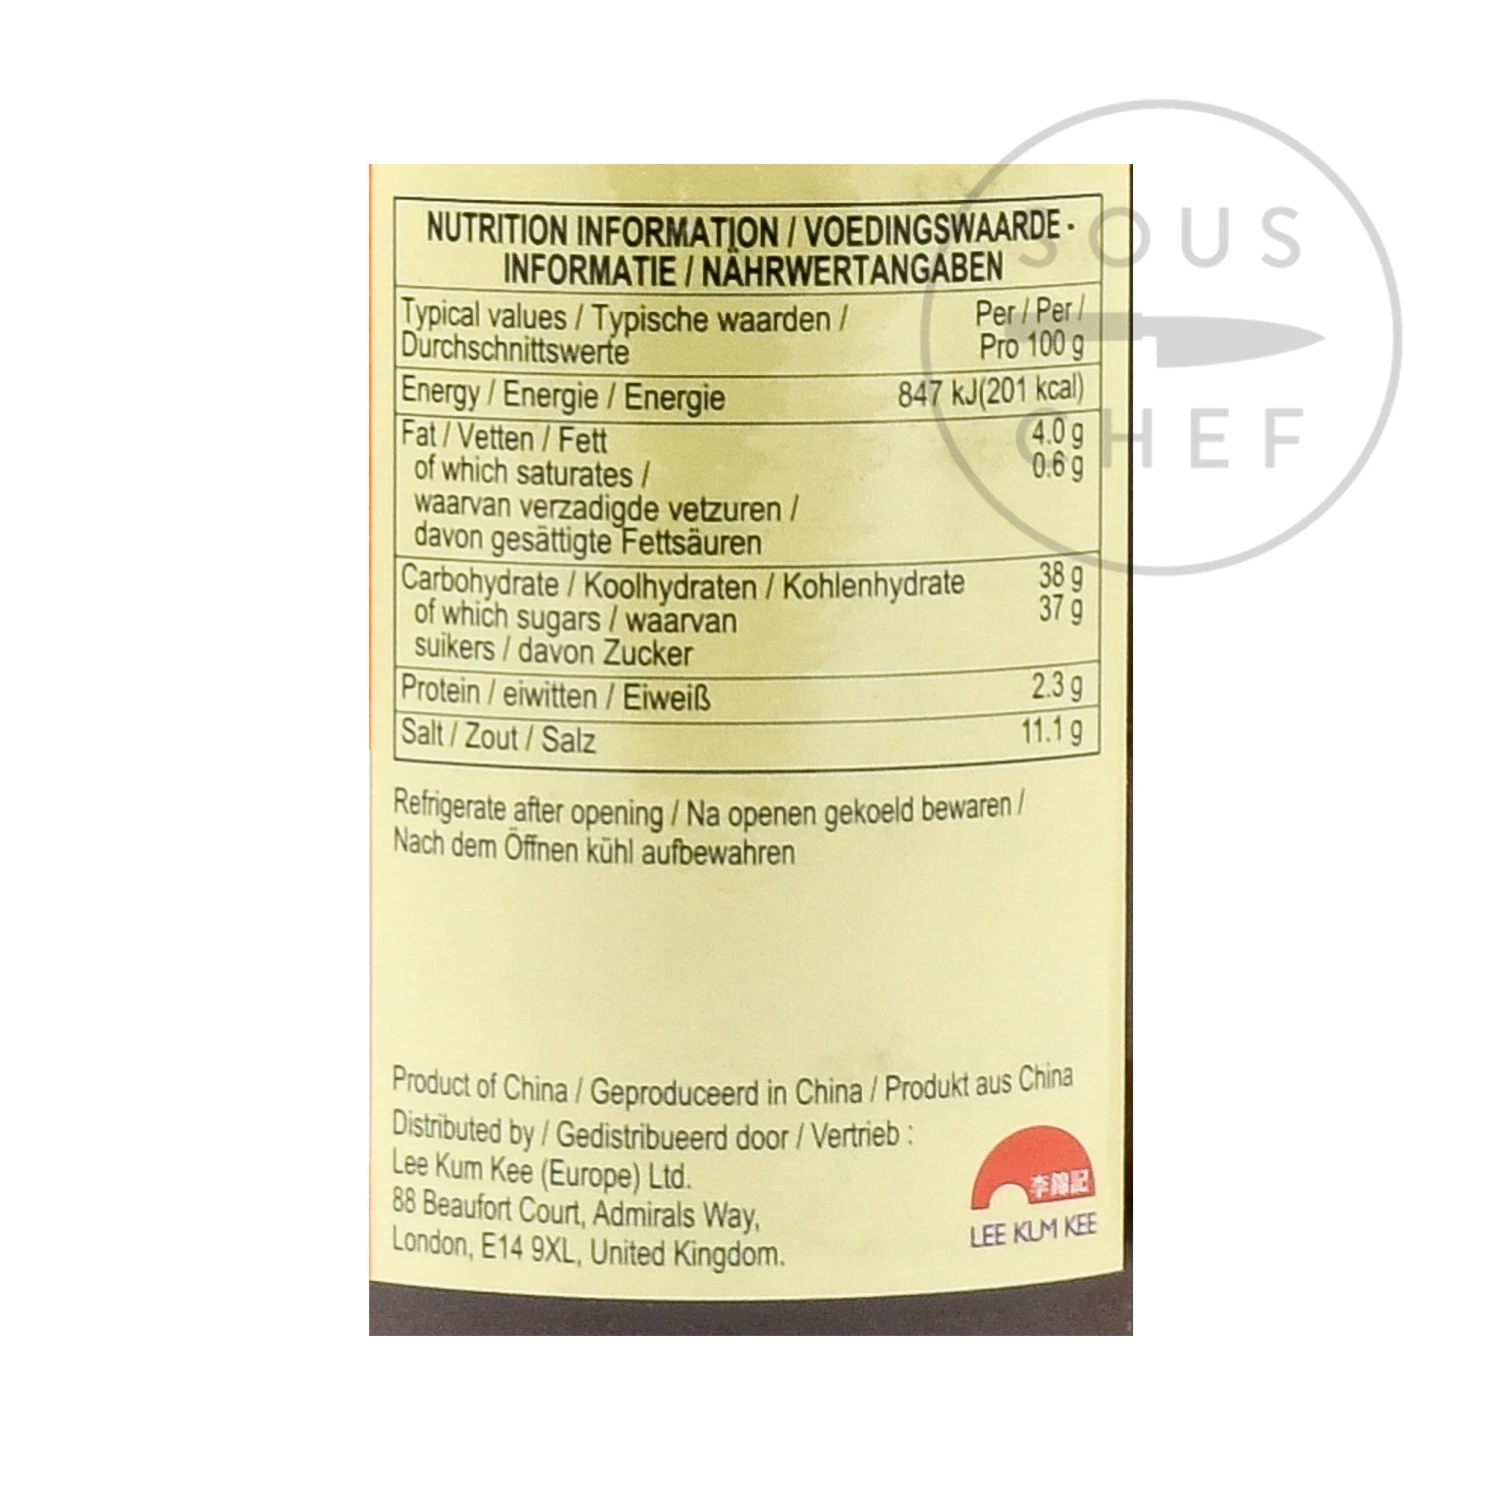 SOUS
CHEF
NUTRITION INFORMATION / VOEDINGSWAARDE -
INFORMATIE / NÄHRWERTANGABEN
Typical values / Typische waarden / Per / Per /
Durchschnittswerte Pro 100 g
Energy / Energie / Energie 847 kJ(201 kcal)
Fat / Vetten / Fett 4.0 g
of which saturates / 0.6 g
waarvan verzadigde vetzuren /
davon gesättigte Fettsäuren
Carbohydrate / Koolhydraten / Kohlenhydrate 38 g
of which sugars / waarvan 37 g
suikers / davon Zucker
Protein / eiwitten / Eiweiß 2.3 g
Salt / Zout / Salz 11.1 g
Refrigerate after opening / Na openen gekoeld bewaren /
Nach dem Öffnen kühl aufbewahren
Product of China / Geproduceerd in China / Produkt aus China
Distributed by / Gedistribueerd door / Vertrieb :
Lee Kum Kee (Europe) Ltd.
88 Beaufort Court, Admirals Way,
London, E14 9XL, United Kingdom.
李錦記
LEE KUM KEE